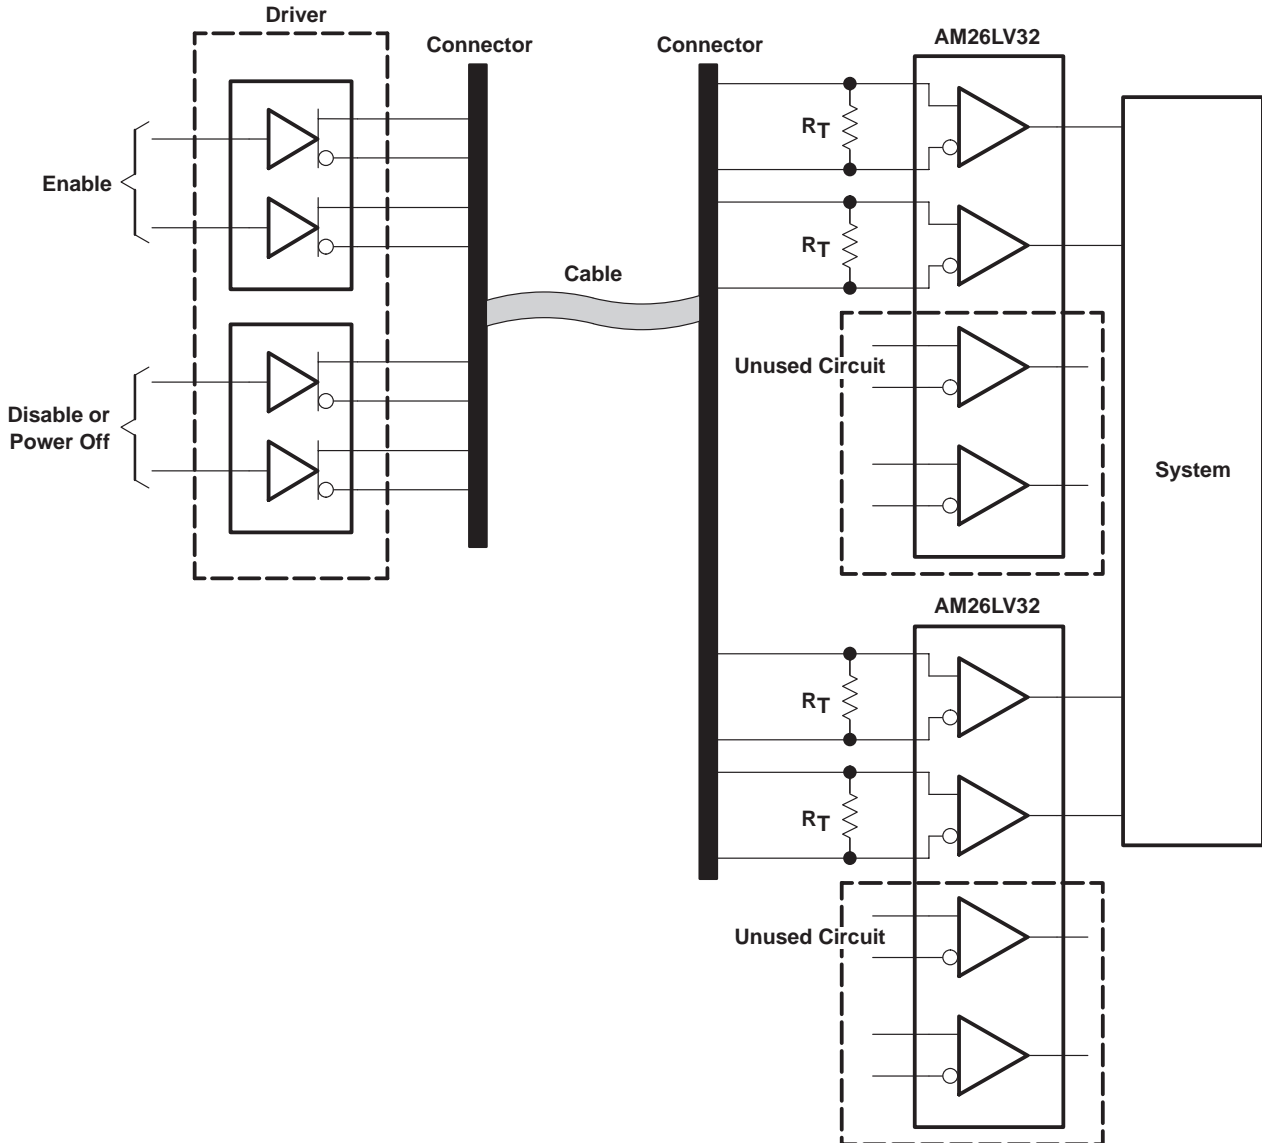 Driver
Connector
Connector
AM26LV32
Enable
Disable or
Power Off
Cable
RT
RT
Unused Circuit
System
AM26LV32
RT
RT
Unused Circuit